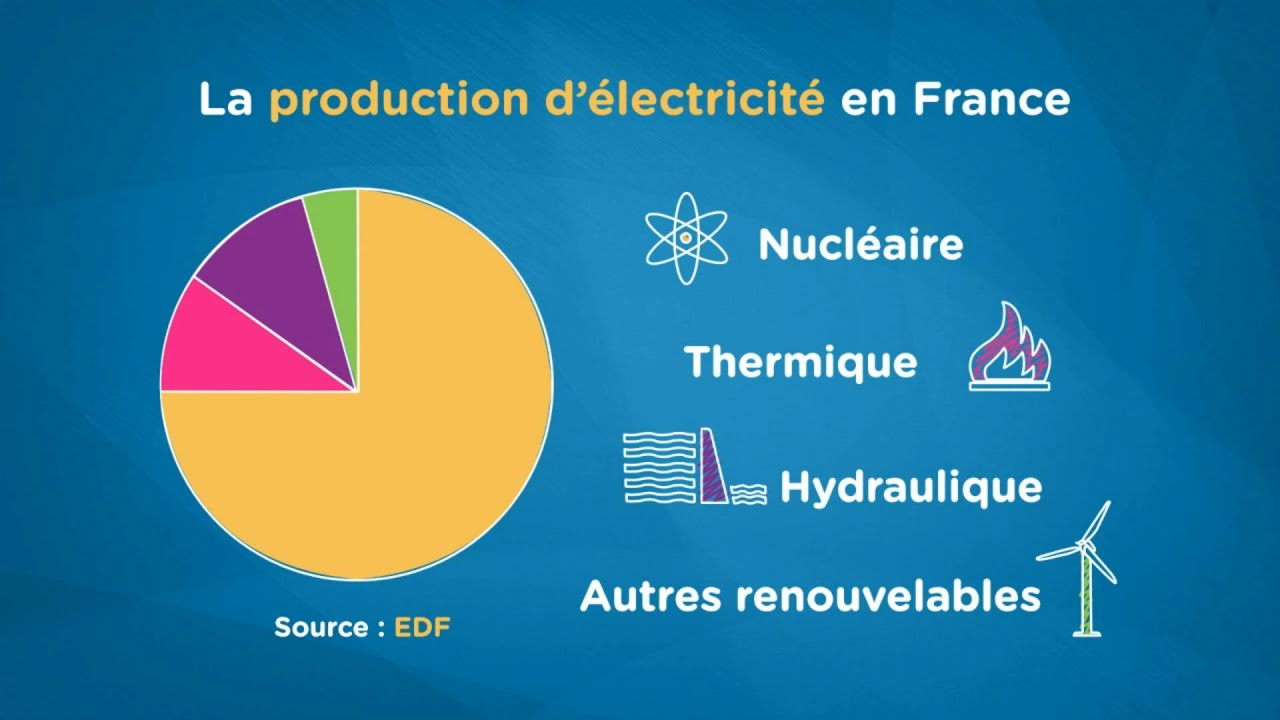 La production d’électricité en France
Nucléaire
Thermique
Hydraulique
Autres renouvelables
Source : EDF